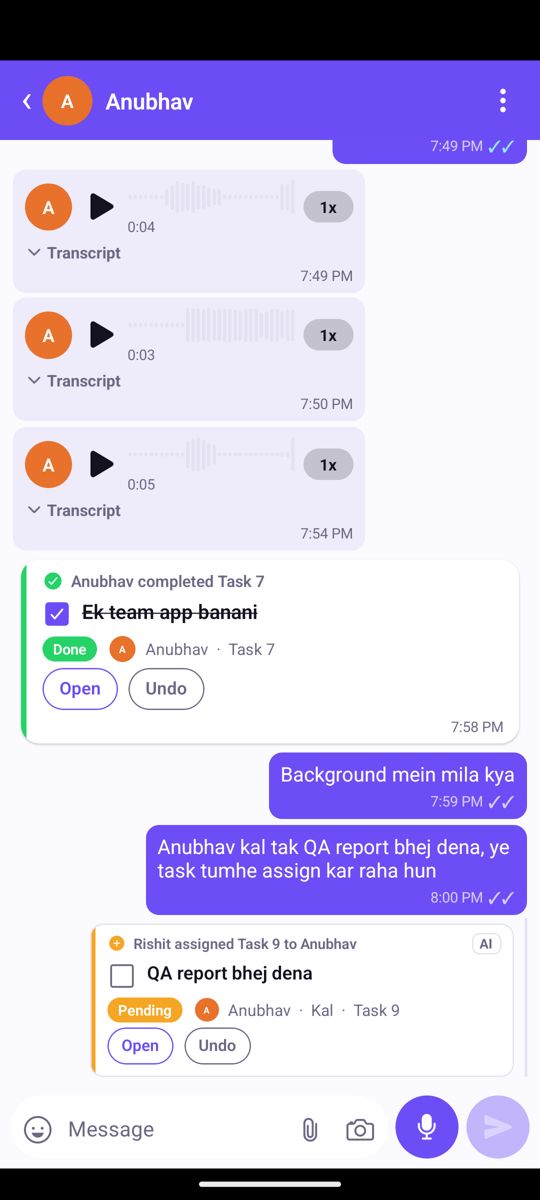 A
Anubhav
7:49 PM
A
0:04
1x
Transcript
7:49 PM
A
0:03
1x
Transcript
7:50 PM
A
0:05
1x
Transcript
7:54 PM
Anubhav completed Task 7
Ek team app banani
Done A Anubhav · Task 7
Open Undo
7:58 PM
Background mein mila kya
7:59 PM
Anubhav kal tak QA report bhej dena, ye
task tumhe assign kar raha hun
8:00 PM
Rishit assigned Task 9 to Anubhav AI
QA report bhej dena
Pending A Anubhav · Kal · Task 9
Open Undo
Message